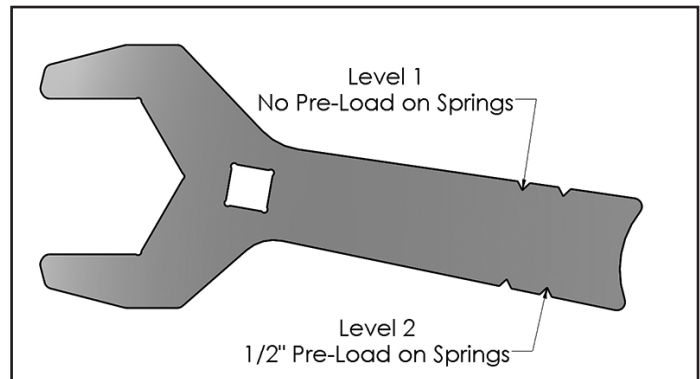 Level 1
No Pre-Load on Springs
Level 2
1/2" Pre-Load on Springs